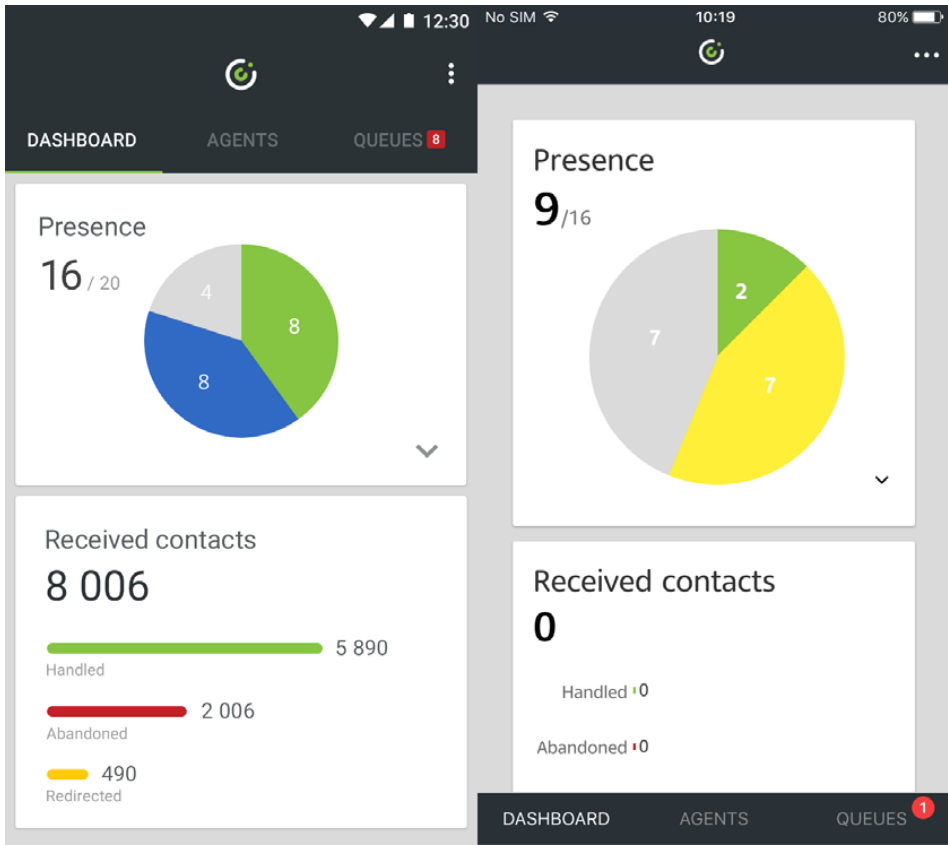 12:30
DASHBOARD AGENTS QUEUES 8
Presence
16 / 20
4
8
8
Received contacts
8 006
5 890
Handled
2 006
Abandoned
490
Redirected
No SIM 10:19 80%
Presence
9/16
2
7
7
Received contacts
0
Handled 0
Abandoned 0
DASHBOARD AGENTS QUEUES 1